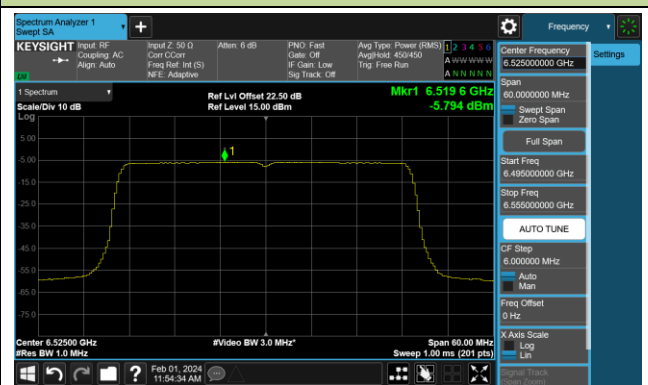 Spectrum Analyzer 1
Swept SA
Frequency
KEYSIGHT
Input: RF
Coupling: AC
Align: Auto
Input Z: 50 Ω
Corr CCorr
Freq Ref: Int (S)
NFE: Adaptive
Atten: 6 dB
PNO: Fast
Gate: Off
IF Gain: Low
Sig Track: Off
Avg Type: Power (RMS)
Avg|Hold: 450/450
Trig: Free Run
1 2 3 4 5 6
A W W W W W
A N N N N N
LXI
1 Spectrum
Scale/Div 10 dB
Log
Ref Lvl Offset 22.50 dB
Ref Level 15.00 dBm
Mkr1 6.519 6 GHz
-5.794 dBm
1
5.00
-5.00
-15.0
-25.0
-35.0
-45.0
-55.0
-65.0
-75.0
Center 6.52500 GHz
#Res BW 1.0 MHz
#Video BW 3.0 MHz*
Span 60.00 MHz
Sweep 1.00 ms (201 pts)
Feb 01, 2024
11:54:34 AM
Center Frequency
6.525000000 GHz
Settings
Span
60.0000000 MHz
Swept Span
Zero Span
Full Span
Start Freq
6.495000000 GHz
Stop Freq
6.555000000 GHz
AUTO TUNE
CF Step
6.000000 MHz
Auto
Man
Freq Offset
0 Hz
X Axis Scale
Log
Lin
Signal Track
(Span Zoom)